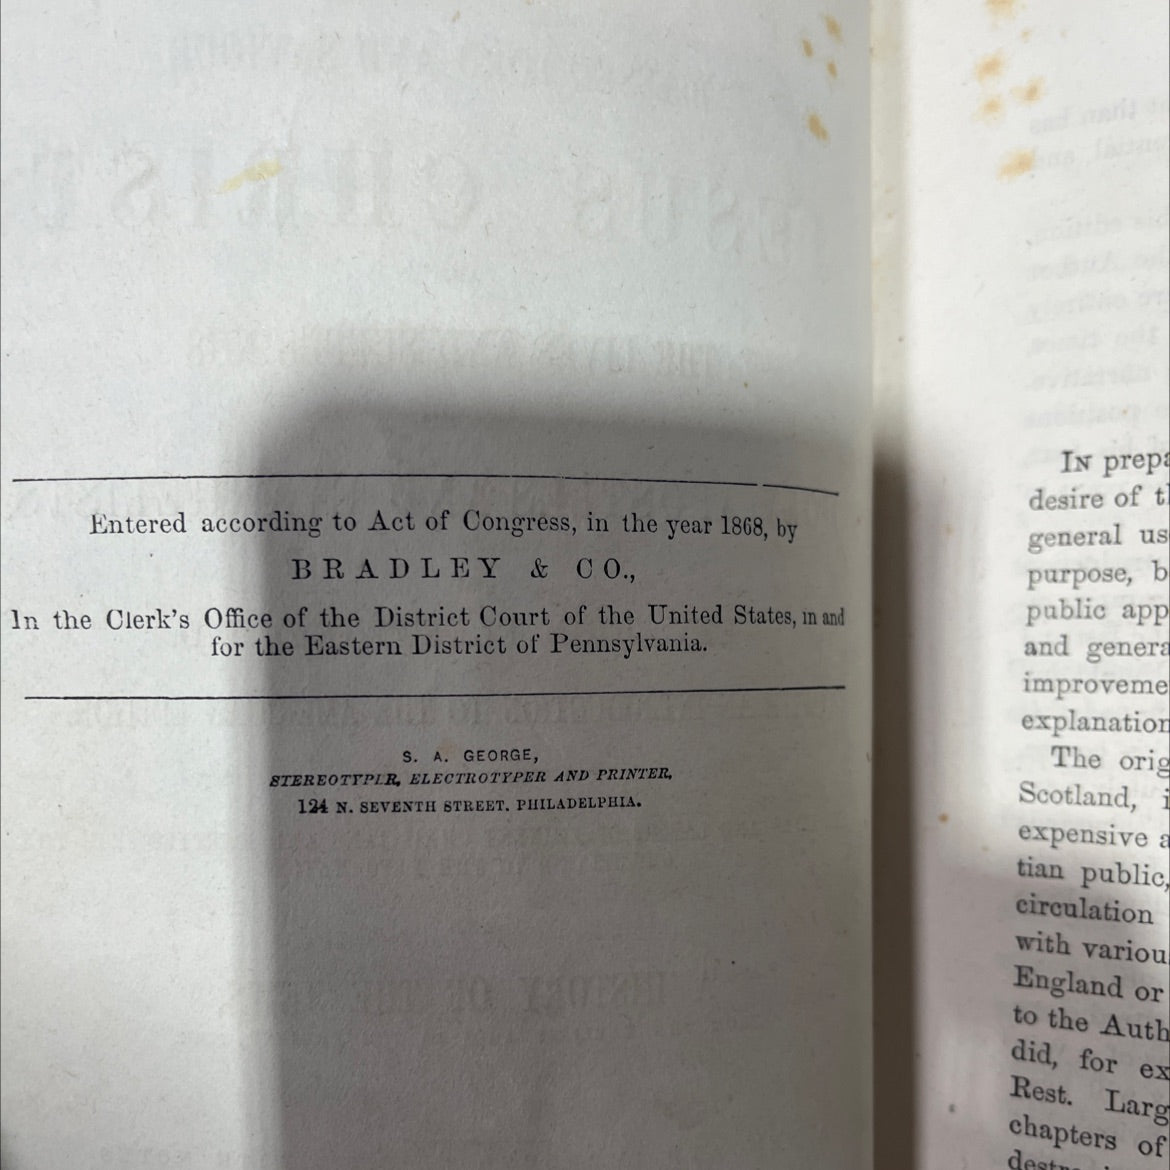 Entered according to Act of Congress, in the year 1868, by
BRADLEY & CO.,
In the Clerk's Office of the District Court of the United States, in and
for the Eastern District of Pennsylvania.
S. A. GEORGE,
STEREOTYPER, ELECTROTYPER AND PRINTER,
124 N. SEVENTH STREET, PHILADELPHIA.
IN prepa
desire of t
general us
purpose, b
public app
and genera
improveme
explanation
The orig
Scotland, i
expensive a
tian public,
circulation
with variou
England or
to the Auth
did, for ex
Rest. Larg
chapters of